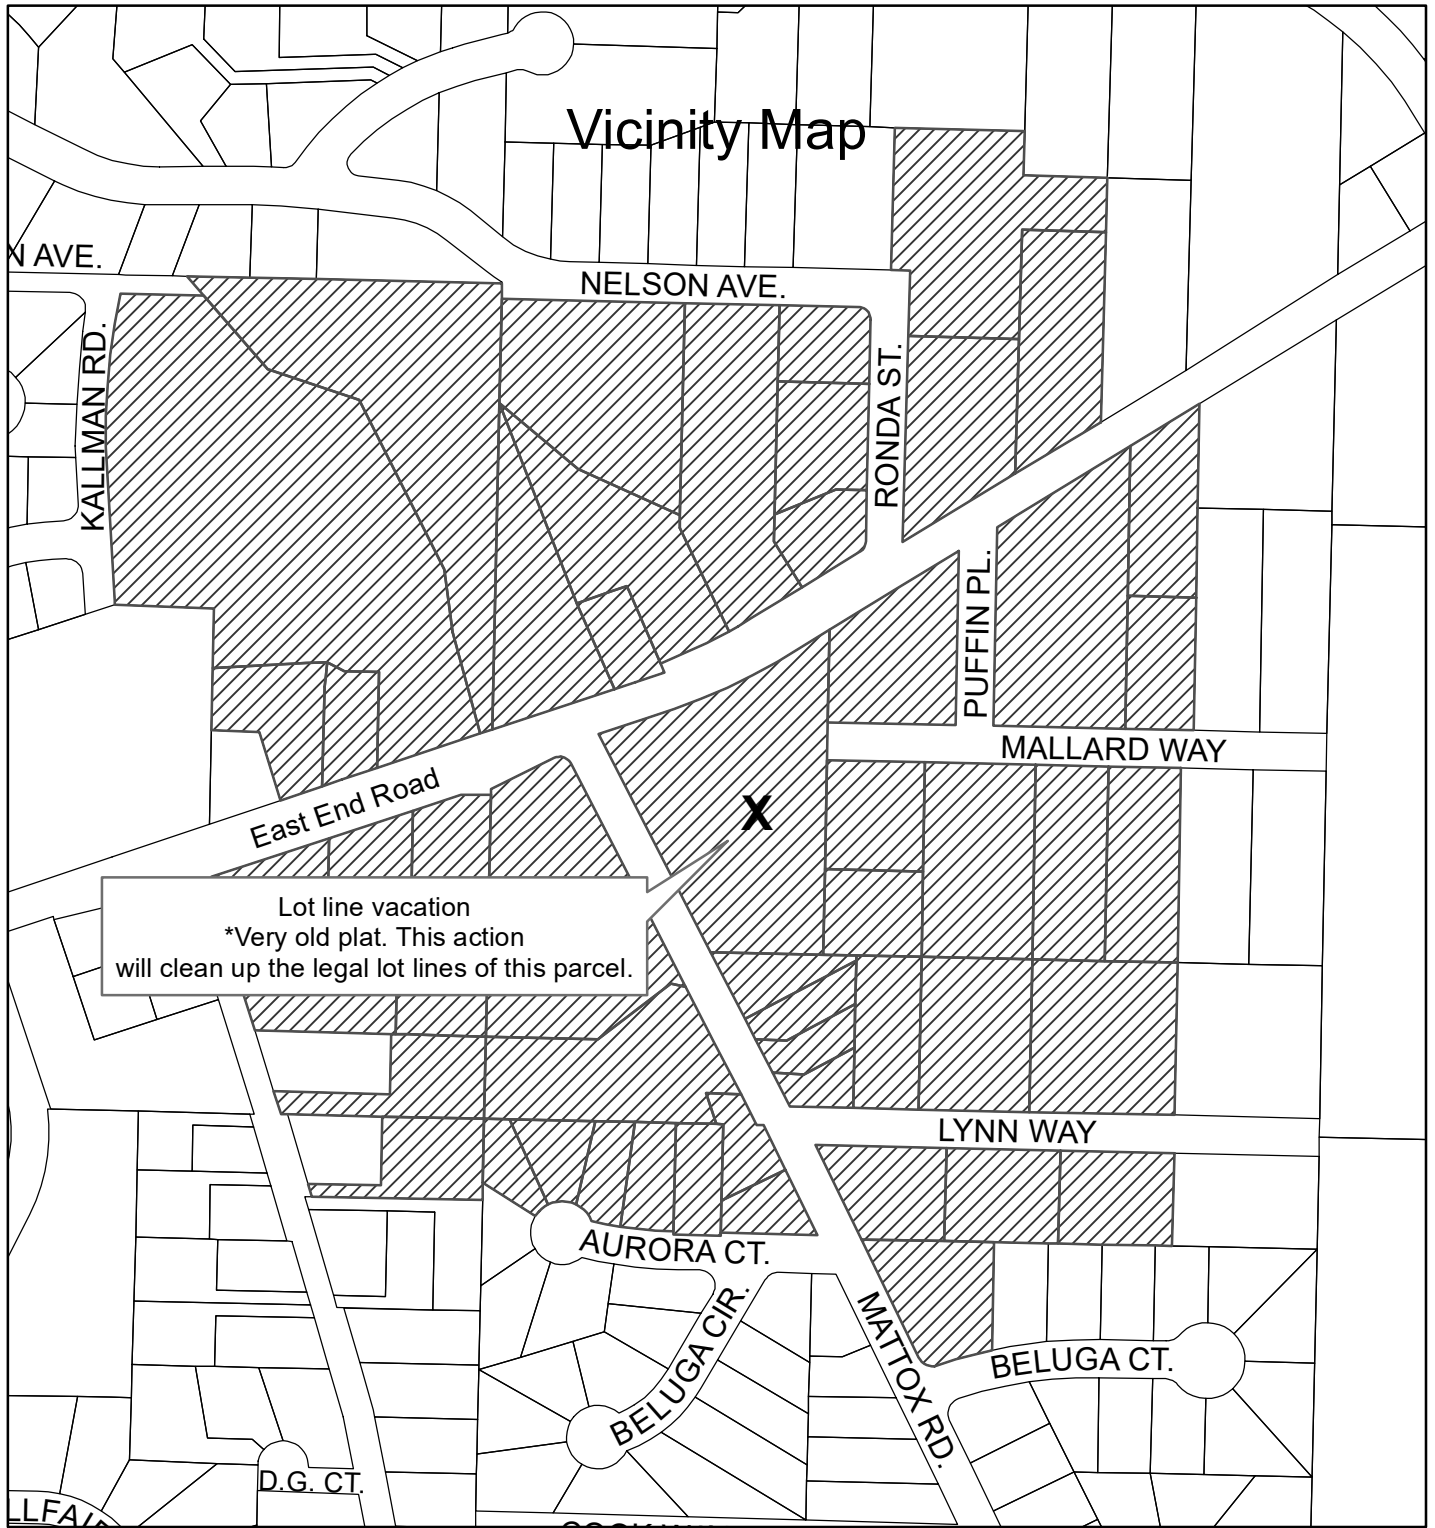 Vicinity Map
N AVE.
NELSON AVE.
KALLMAN RD.
RONDA ST.
PUFFIN PL.
MALLARD WAY
East End Road
X
Lot line vacation
*Very old plat. This action
will clean up the legal lot lines of this parcel.
LYNN WAY
AURORA CT.
BELUGA CIR.
MATTOX RD.
BELUGA CT.
D.G. CT.